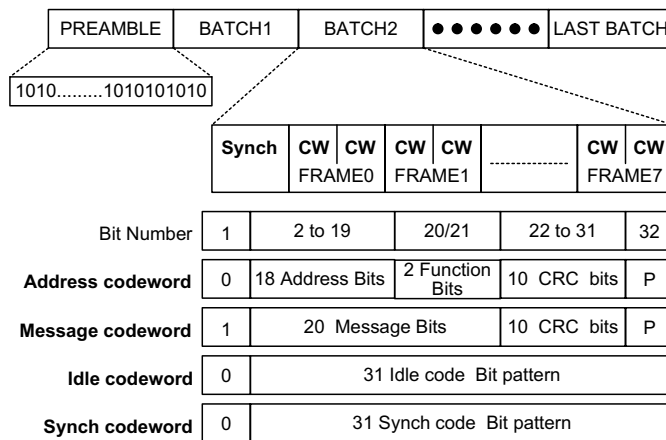 PREAMBLE BATCH1 BATCH2 ●●●●●● LAST BATCH
1010.........1010101010
Synch CW CW CW CW .................. CW CW
FRAME0 FRAME1 FRAME7
Bit Number 1 2 to 19 20/21 22 to 31 32
Address codeword 0 18 Address Bits 2 Function Bits 10 CRC bits P
Message codeword 1 20 Message Bits 10 CRC bits P
Idle codeword 0 31 Idle code Bit pattern
Synch codeword 0 31 Synch code Bit pattern